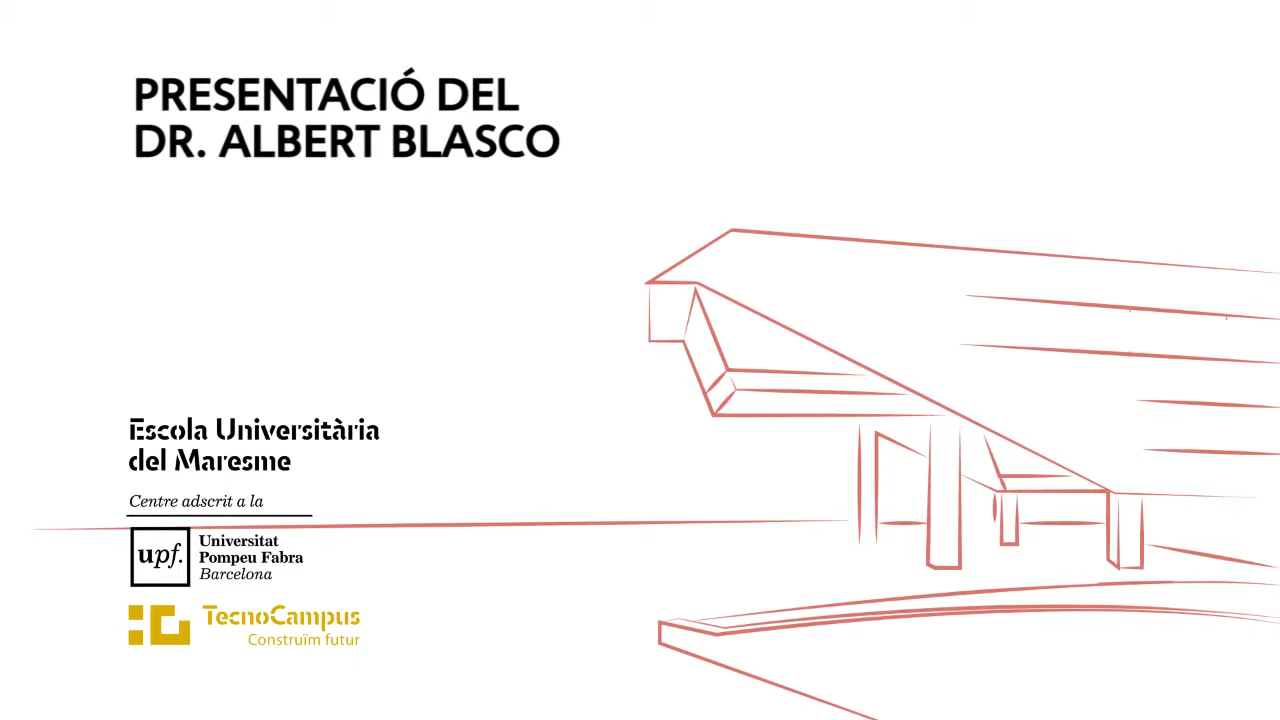 PRESENTACIÓ DEL
DR. ALBERT BLASCO
Escola Universitària
del Maresme
Centre adscrit a la
upf.
Universitat
Pompeu Fabra
Barcelona
TecnoCampus
Construïm futur